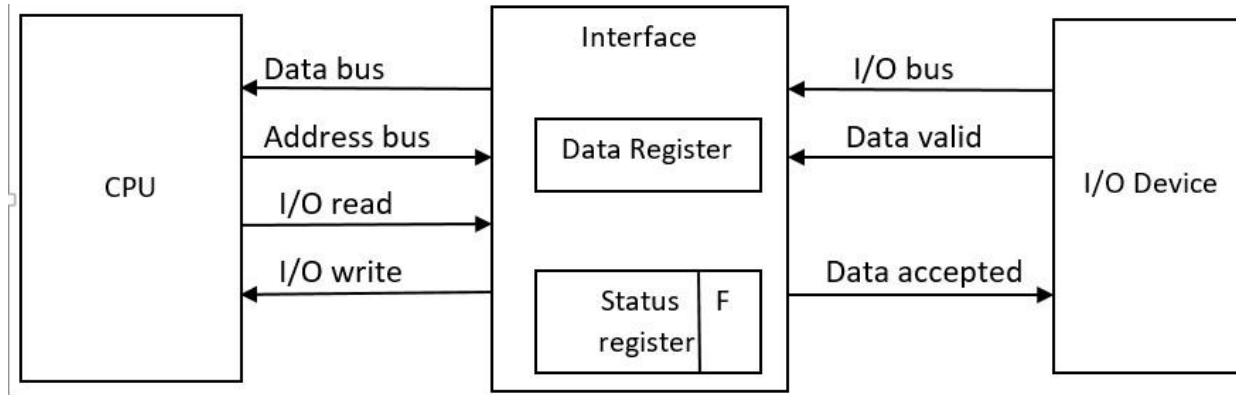 CPU
Data bus
Address bus
I/O read
I/O write
Interface
Data Register
Status
register
F
I/O bus
Data valid
Data accepted
I/O Device